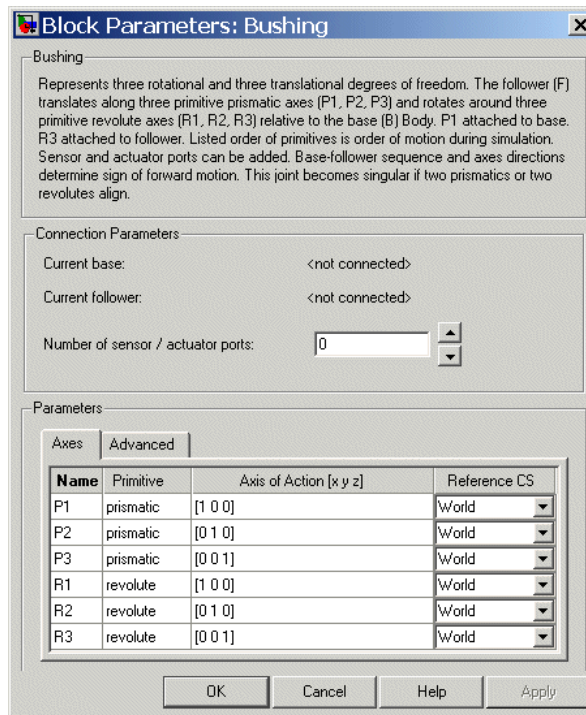 Block Parameters: Bushing
Bushing
Represents three rotational and three translational degrees of freedom. The follower (F)
translates along three primitive prismatic axes (P1, P2, P3) and rotates around three
primitive revolute axes (R1, R2, R3) relative to the base (B) Body. P1 attached to base.
R3 attached to follower. Listed order of primitives is order of motion during simulation.
Sensor and actuator ports can be added. Base-follower sequence and axes directions
determine sign of forward motion. This joint becomes singular if two prismatics or two
revolutes align.
Connection Parameters
Current base: <not connected>
Current follower: <not connected>
Number of sensor / actuator ports: 0
Parameters
Axes Advanced
Name Primitive Axis of Action [x y z] Reference CS
P1 prismatic [1 0 0] World
P2 prismatic [0 1 0] World
P3 prismatic [0 0 1] World
R1 revolute [1 0 0] World
R2 revolute [0 1 0] World
R3 revolute [0 0 1] World
OK Cancel Help Apply